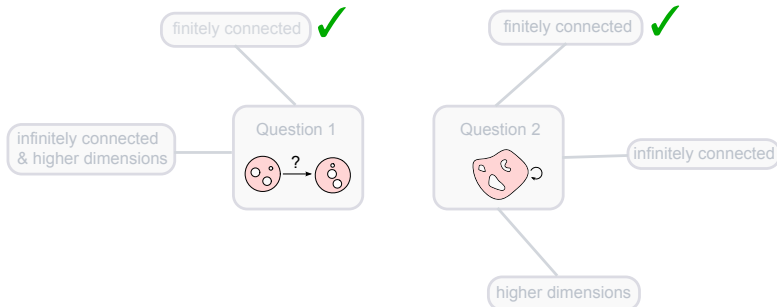 finitely connected
finitely connected
infinitely connected
& higher dimensions
Question 1
?
Question 2
infinitely connected
higher dimensions